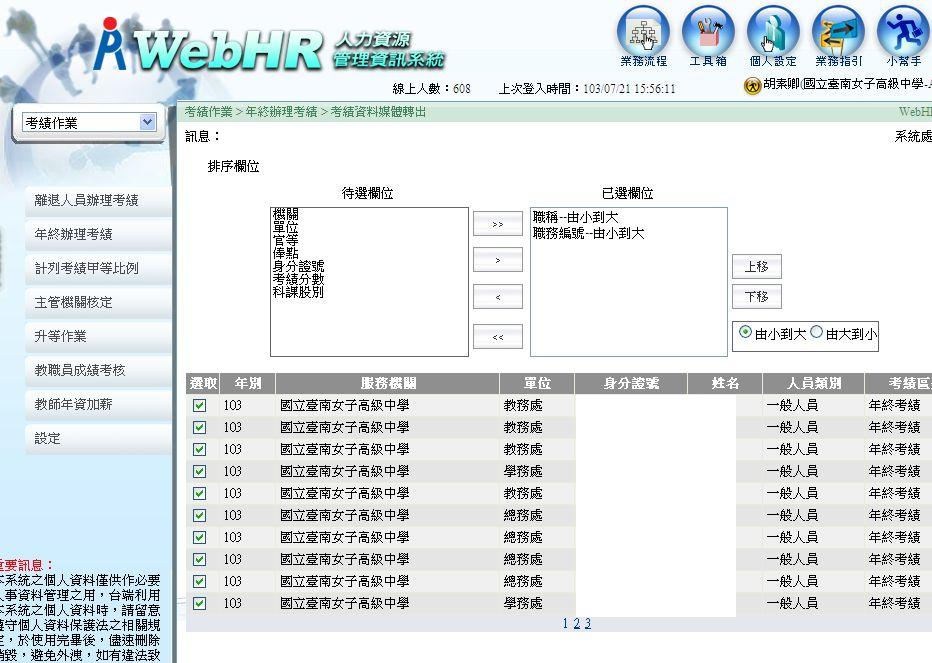 WebHR 人力資源
管理資訊系統
業務流程 工具箱 個人設定 業務指引 小幫手
線上人數：608 上次登入時間：103/07/21 15:56:11 胡素卿(國立臺南女子高級中學-
考績作業
考績作業 > 年終辦理考績 > 考績資料媒體轉出 WebH
訊息： 系統處
排序欄位
待選欄位 已選欄位
機關
單位
官等
俸點
身分證號
考績分數
科課股別
>>
>
<
<<
職稱--由小到大
職務編號--由小到大
上移
下移
由小到大 由大到小
離退人員辦理考績
年終辦理考績
計列考績甲等比例
主管機關核定
升等作業
教職員成績考核
教師年資加薪
設定
選取 年別 服務機關 單位 身分證號 姓名 人員類別 考績區
103 國立臺南女子高級中學 教務處 一般人員 年終考績
103 國立臺南女子高級中學 教務處 一般人員 年終考績
103 國立臺南女子高級中學 教務處 一般人員 年終考績
103 國立臺南女子高級中學 學務處 一般人員 年終考績
103 國立臺南女子高級中學 教務處 一般人員 年終考績
103 國立臺南女子高級中學 總務處 一般人員 年終考績
103 國立臺南女子高級中學 總務處 一般人員 年終考績
103 國立臺南女子高級中學 總務處 一般人員 年終考績
103 國立臺南女子高級中學 總務處 一般人員 年終考績
103 國立臺南女子高級中學 學務處 一般人員 年終考績
1 2 3
重要訊息：
本系統之個人資料僅供作必要
人事資料管理之用，台端利用
本系統之個人資料時，請留意
遵守個人資料保護法之相關規
定，於使用完畢後，儘速刪除
銷毀，避免外洩，如有違法致